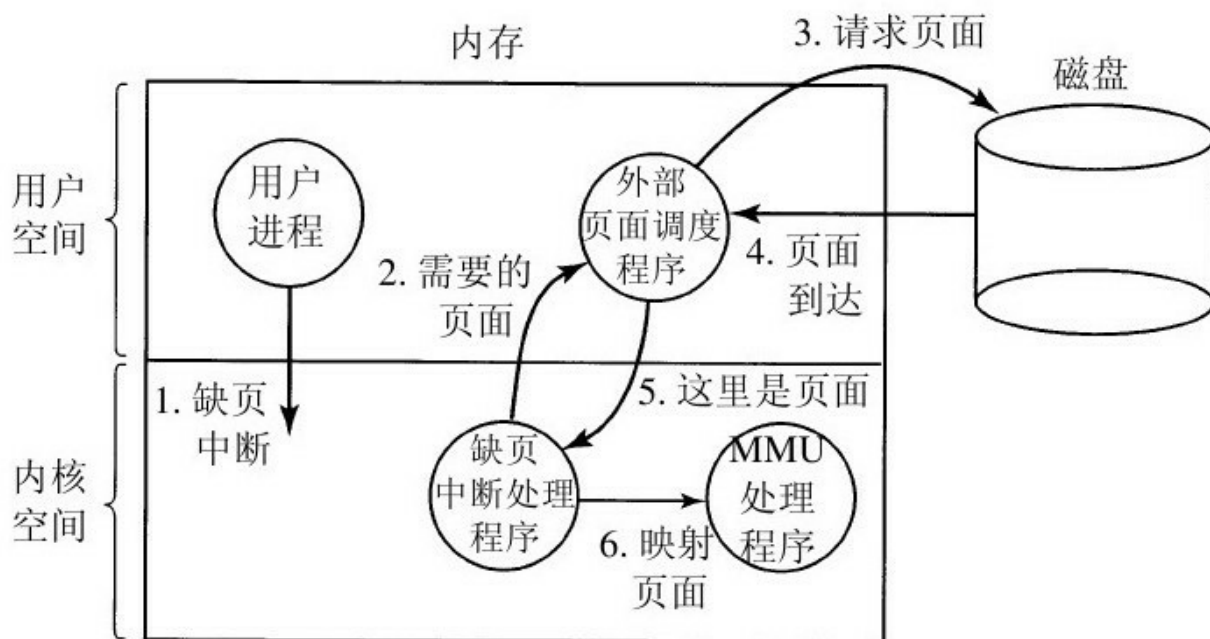 内存
3. 请求页面
磁盘
用户
空间
用户
进程
外部
页面调度
程序
2. 需要的
页面
4. 页面
到达
1. 缺页
中断
5. 这里是页面
内核
空间
缺页
中断处理
程序
MMU
处理
程序
6. 映射
页面